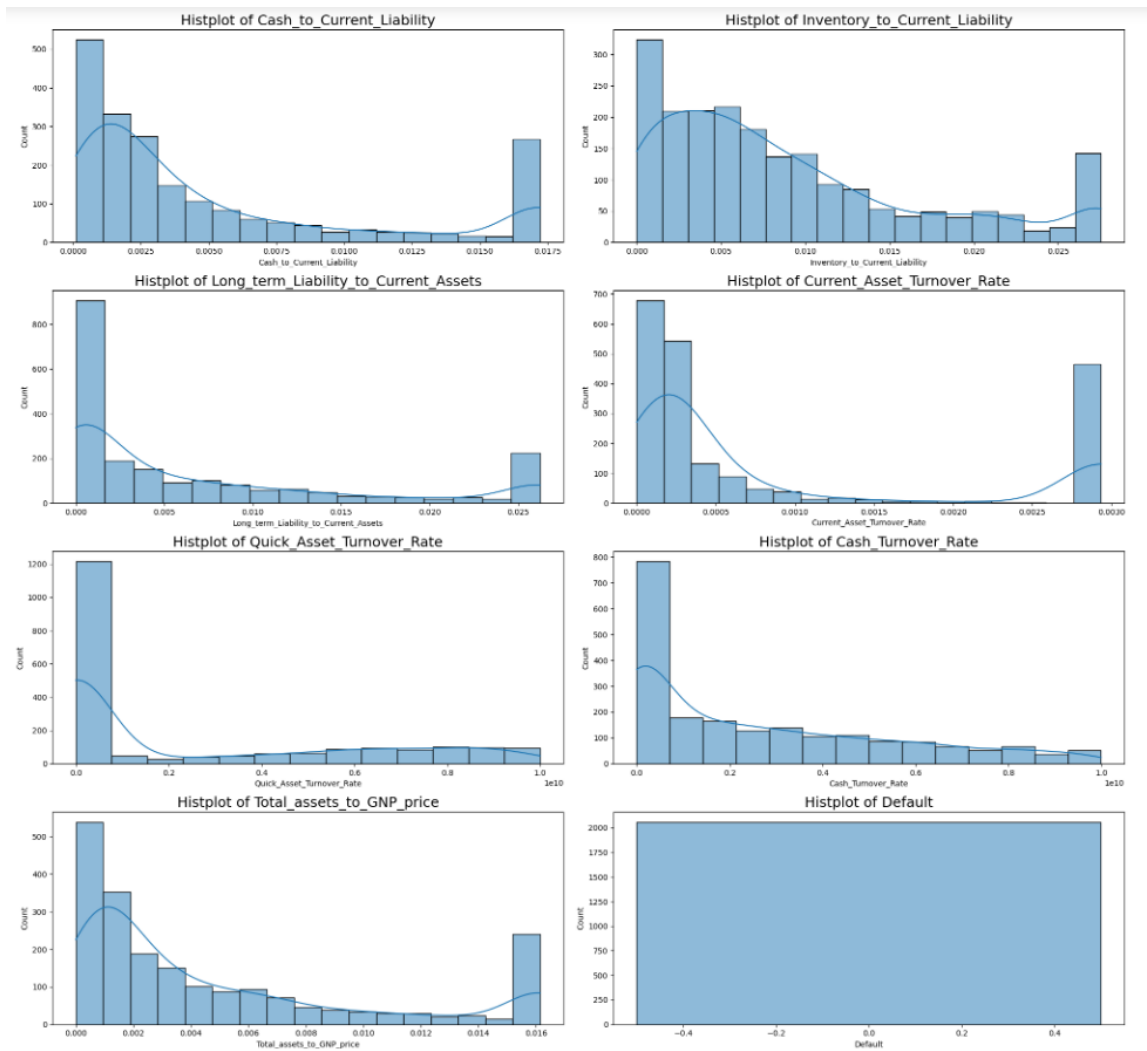 Histplot of Cash_to_Current_Liability
500
400
300
200
100
0
Count
0.0000 0.0025 0.0050 0.0075 0.0100 0.0125 0.0150 0.0175
Cash_to_Current_Liability
Histplot of Inventory_to_Current_Liability
300
250
200
150
100
50
0
Count
0.000 0.005 0.010 0.015 0.020 0.025
Inventory_to_Current_Liability
Histplot of Long_term_Liability_to_Current_Assets
800
600
400
200
0
Count
0.000 0.005 0.010 0.015 0.020 0.025
Long_term_Liability_to_Current_Assets
Histplot of Current_Asset_Turnover_Rate
700
600
500
400
300
200
100
0
Count
0.0000 0.0005 0.0010 0.0015 0.0020 0.0025 0.0030
Current_Asset_Turnover_Rate
Histplot of Quick_Asset_Turnover_Rate
1200
1000
800
600
400
200
0
Count
0.0 0.2 0.4 0.6 0.8 1.0
1e10
Quick_Asset_Turnover_Rate
Histplot of Cash_Turnover_Rate
800
700
600
500
400
300
200
100
0
Count
0.0 0.2 0.4 0.6 0.8 1.0
1e10
Cash_Turnover_Rate
Histplot of Total_assets_to_GNP_price
500
400
300
200
100
0
Count
0.000 0.002 0.004 0.006 0.008 0.010 0.012 0.014 0.016
Total_assets_to_GNP_price
Histplot of Default
2000
1750
1500
1250
1000
750
500
250
0
Count
−0.4 −0.2 0.0 0.2 0.4
Default